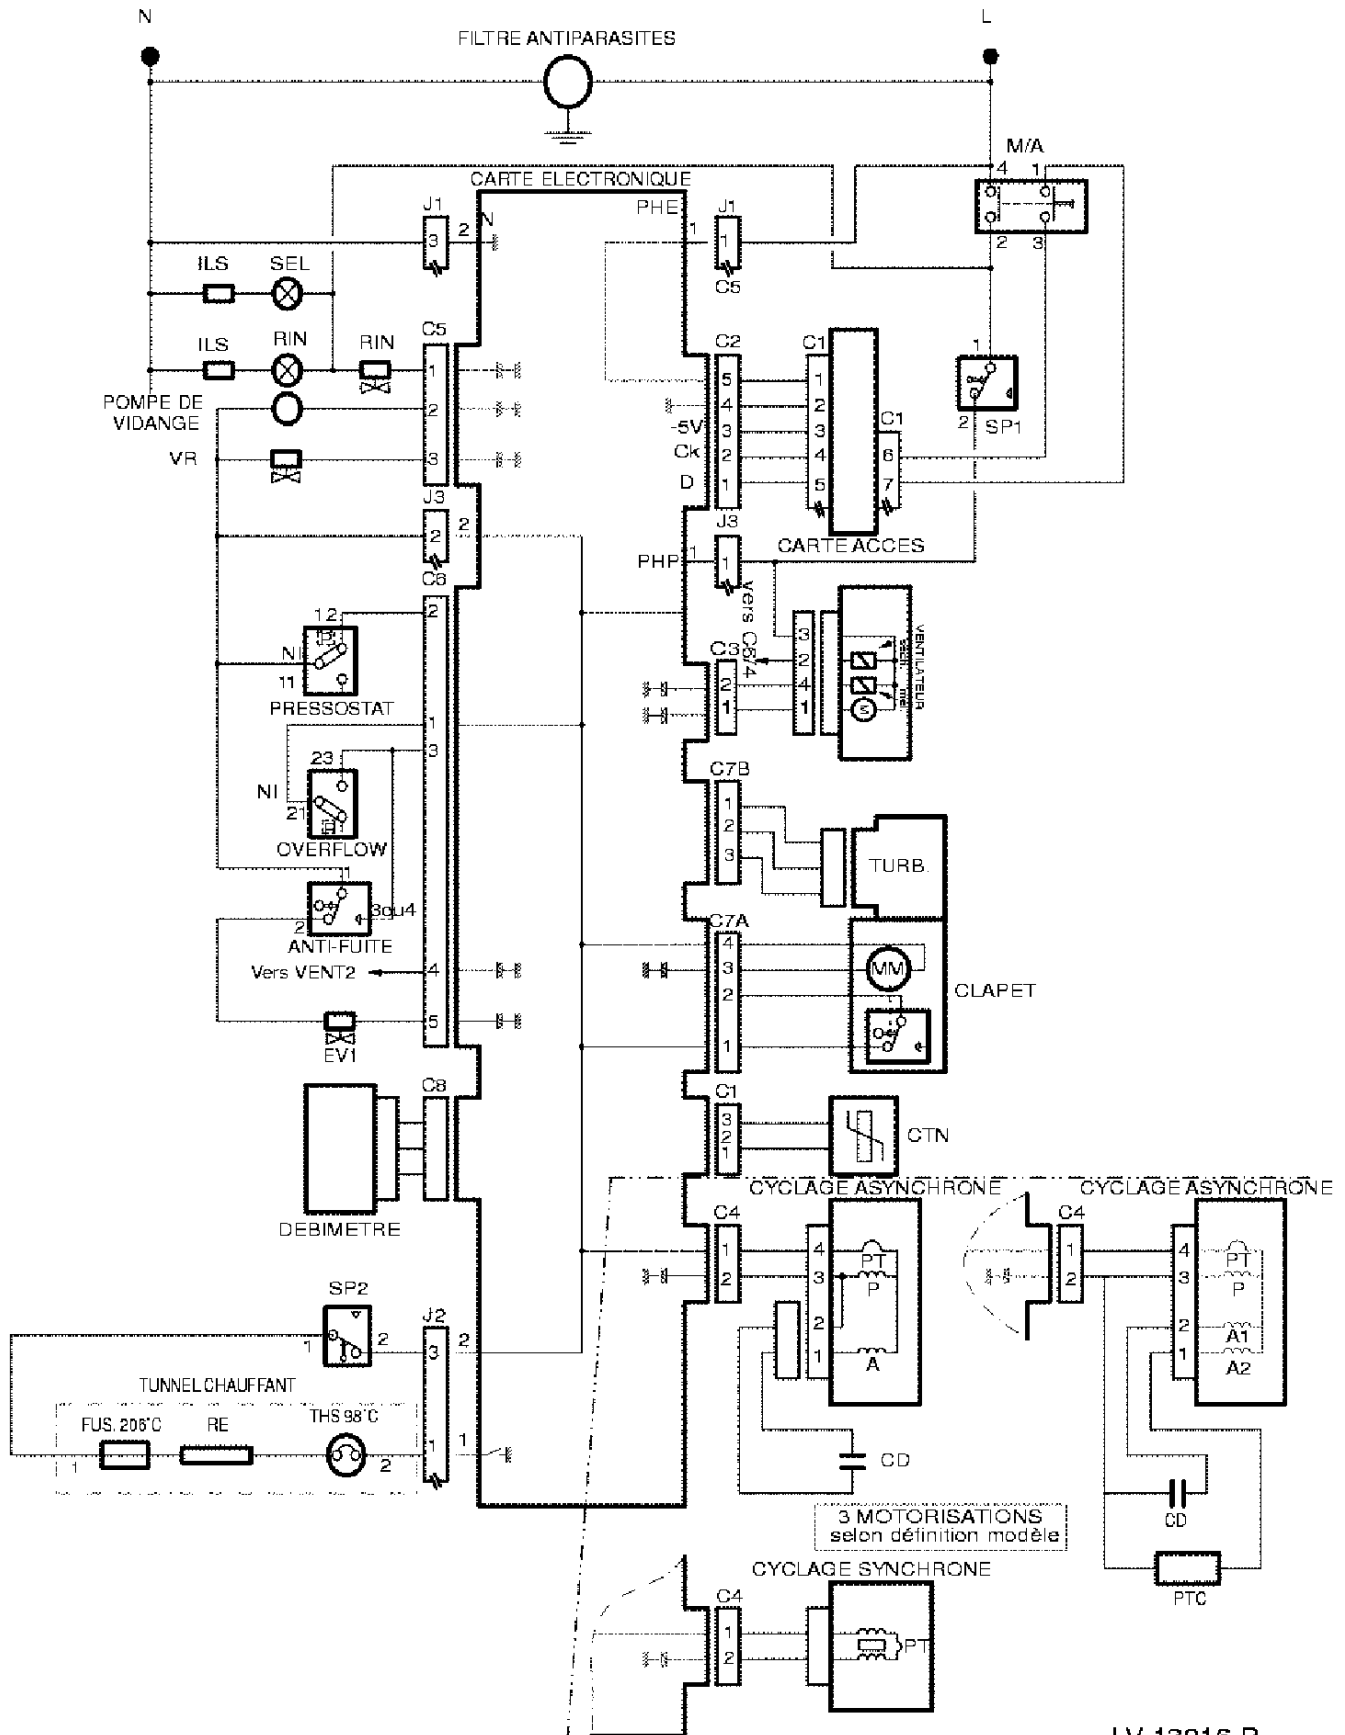 N
L
FILTRE ANTIPARASITES
M/A
4 1
2 3
CARTE ELECTRONIQUE
J1
3
2
N
PHE
1
J1
1
C5
ILS SEL
ILS RIN RIN
C5
1
2
3
POMPE DE
VIDANGE
VR
C2
5
4
3
2
1
-5V
Ck
D
C1
1
2
3
4
5
C1
6
7
1
2
SP1
CARTE ACCES
J3
2
2
PHP
1
J3
1
Vers C6/4
C6
2
1
3
4
5
12
NI
11
PRESSOSTAT
23
NI
21
OVERFLOW
1
2
3ou4
ANTI-FUITE
Vers VENT2
EV1
C3
2
1
3
2
4
1
VENTILATEUR
C7B
1
2
3
TURB.
C7A
4
3
2
1
MM
CLAPET
C8
DEBIMETRE
C1
3
2
1
CTN
CYCLAGE ASYNCHRONE
C4
1
2
4
3
2
1
PT
P
A
CD
CYCLAGE ASYNCHRONE
C4
1
2
4
3
2
1
PT
P
A1
A2
CD
PTC
SP2
1
2
J2
3
2
1
1
TUNNEL CHAUFFANT
FUS. 206°C RE THS 98°C
1
2
3 MOTORISATIONS
selon définition modèle
CYCLAGE SYNCHRONE
C4
1
2
PT